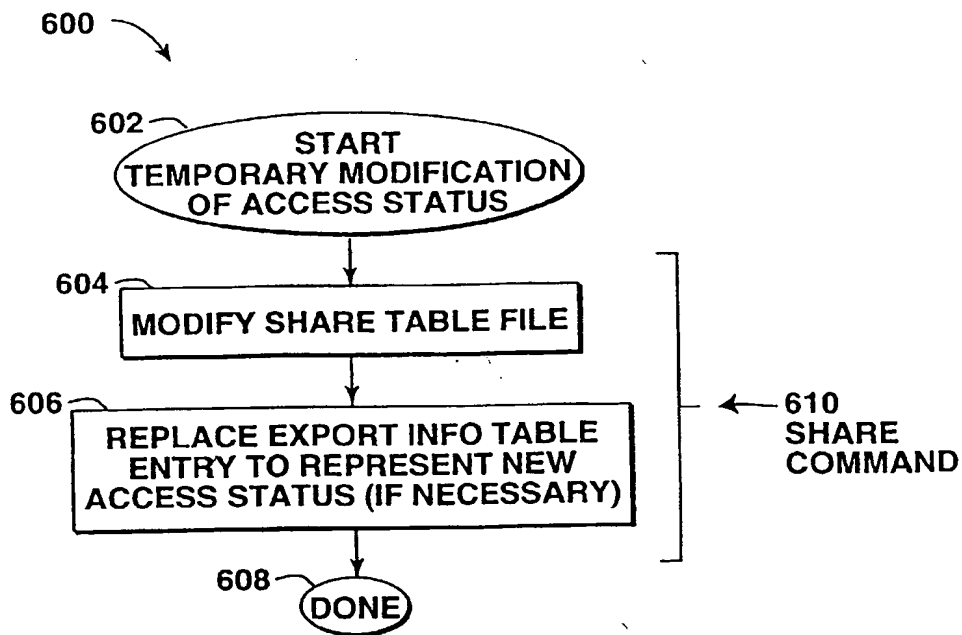 600
602
START
TEMPORARY MODIFICATION
OF ACCESS STATUS
604
MODIFY SHARE TABLE FILE
606
REPLACE EXPORT INFO TABLE
ENTRY TO REPRESENT NEW
ACCESS STATUS (IF NECESSARY)
610
SHARE
COMMAND
608
DONE